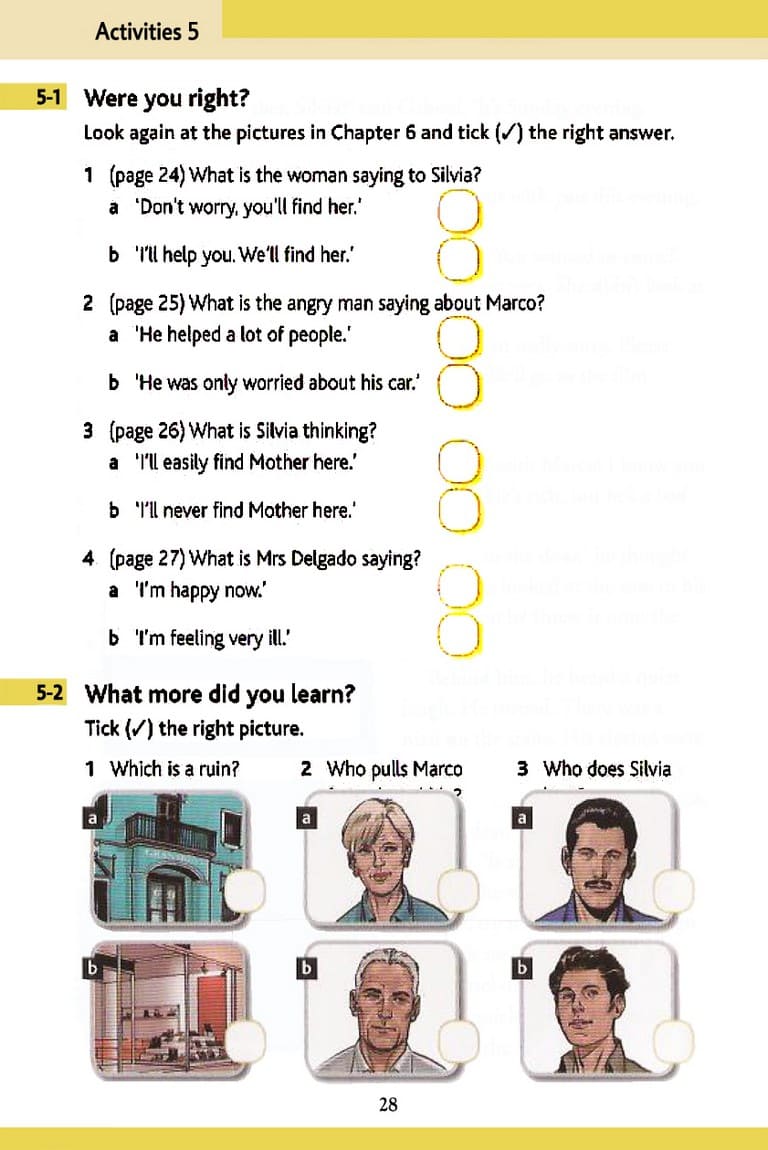 Activities 5
5-1 Were you right?
Look again at the pictures in Chapter 6 and tick (✓) the right answer.
1 (page 24) What is the woman saying to Silvia?
a 'Don't worry, you'll find her.'
b 'I'll help you. We'll find her.'
2 (page 25) What is the angry man saying about Marco?
a 'He helped a lot of people.'
b 'He was only worried about his car.'
3 (page 26) What is Silvia thinking?
a 'I'll easily find Mother here.'
b 'I'll never find Mother here.'
4 (page 27) What is Mrs Delgado saying?
a 'I'm happy now.'
b 'I'm feeling very ill.'
5-2 What more did you learn?
Tick (✓) the right picture.
1 Which is a ruin? 2 Who pulls Marco 3 Who does Silvia
a a a
b b b
28